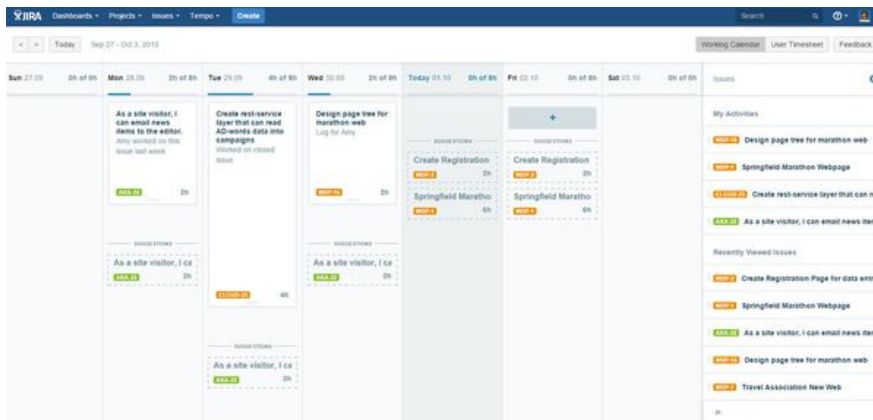 JIRA Dashboards Projects Issues Tempo Create Search
Today Sep 27 - Oct 3, 2015 Working Calendar User Timesheet Feedback
Sun 27.09 0h of 0h Mon 28.09 2h of 8h Tue 29.09 4h of 8h Wed 30.09 2h of 8h Today 01.10 0h of 8h Fri 02.10 0h of 8h Sat 03.10 0h of 0h Issues
As a site visitor, I
can email news
items to the editor.
Amy worked on this
issue last week
AKA-33 2h
SUGGESTIONS
As a site visitor, I ca
AKA-33 3h
Create rest-service
layer that can read
AD-words data into
campaigns
Worked on closed
issue
4h
SUGGESTIONS
As a site visitor, I ca
3h
Design page tree for
marathon web
Log for Amy
2h
SUGGESTIONS
As a site visitor, I ca
2h
SUGGESTIONS
Create Registration
2h
Springfield Maratho
6h
+
SUGGESTIONS
Create Registration
2h
Springfield Maratho
6h
My Activities
Design page tree for marathon web
Springfield Marathon Webpage
Create rest-service layer that can r
As a site visitor, I can email news ite
Recently Viewed Issues
Create Registration Page for data ent
Springfield Marathon Webpage
As a site visitor, I can email news ite
Design page tree for marathon web
Travel Association New Web